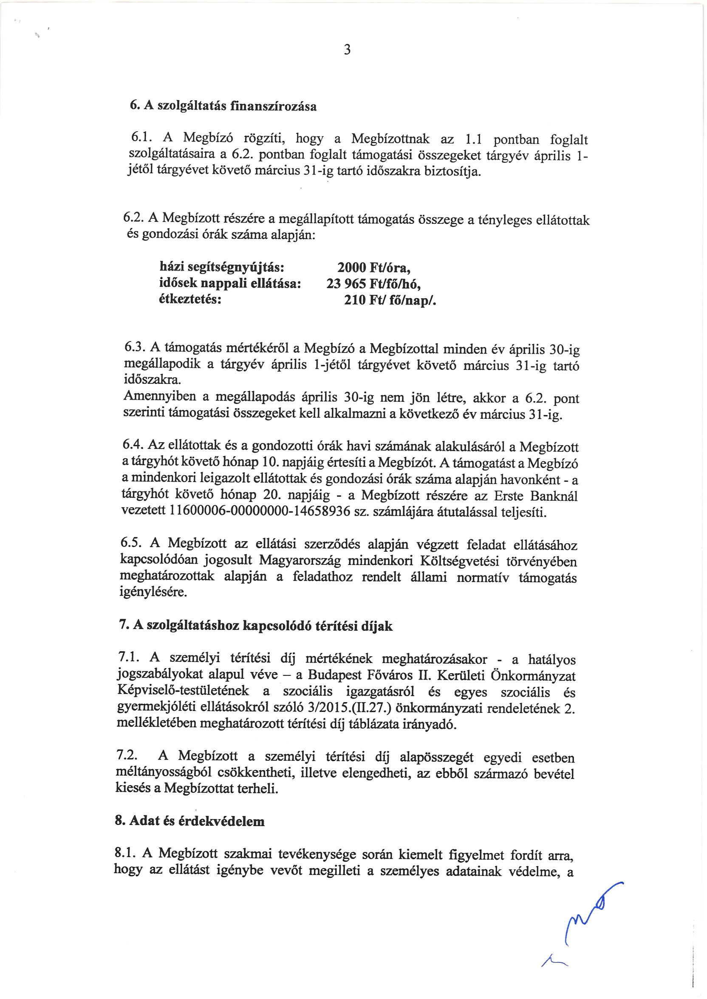 3
6. A szolgáltatás finanszírozása
6.1. A Megbízó rögzíti, hogy a Megbízottnak az 1.1 pontban foglalt
szolgáltatásaira a 6.2. pontban foglalt támogatási összegeket tárgyév április 1-
jétől tárgyévet követő március 31-ig tartó időszakra biztosítja.
6.2. A Megbízott részére a megállapított támogatás összege a tényleges ellátottak
és gondozási órák száma alapján:
házi segítségnyújtás: 2000 Ft/óra,
idősek nappali ellátása: 23 965 Ft/fő/hó,
étkeztetés: 210 Ft/ fő/nap/.
6.3. A támogatás mértékéről a Megbízó a Megbízottal minden év április 30-ig
megállapodik a tárgyév április 1-jétől tárgyévet követő március 31-ig tartó
időszakra.
Amennyiben a megállapodás április 30-ig nem jön létre, akkor a 6.2. pont
szerinti támogatási összegeket kell alkalmazni a következő év március 31-ig.
6.4. Az ellátottak és a gondozotti órák havi számának alakulásáról a Megbízott
a tárgyhót követő hónap 10. napjáig értesíti a Megbízót. A támogatást a Megbízó
a mindenkori leigazolt ellátottak és gondozási órák száma alapján havonként - a
tárgyhót követő hónap 20. napjáig - a Megbízott részére az Erste Banknál
vezetett 11600006-00000000-14658936 sz. számlájára átutalással teljesíti.
6.5. A Megbízott az ellátási szerződés alapján végzett feladat ellátásához
kapcsolódóan jogosult Magyarország mindenkori Költségvetési törvényében
meghatározottak alapján a feladathoz rendelt állami normatív támogatás
igénylésére.
7. A szolgáltatáshoz kapcsolódó térítési díjak
7.1. A személyi térítési díj mértékének meghatározásakor - a hatályos
jogszabályokat alapul véve – a Budapest Főváros II. Kerületi Önkormányzat
Képviselő-testületének a szociális igazgatásról és egyes szociális és
gyermekjóléti ellátásokról szóló 3/2015.(II.27.) önkormányzati rendeletének 2.
mellékletében meghatározott térítési díj táblázata irányadó.
7.2. A Megbízott a személyi térítési díj alapösszegét egyedi esetben
méltányosságból csökkentheti, illetve elengedheti, az ebből származó bevétel
kiesés a Megbízottat terheli.
8. Adat és érdekvédelem
8.1. A Megbízott szakmai tevékenysége során kiemelt figyelmet fordít arra,
hogy az ellátást igénybe vevőt megilleti a személyes adatainak védelme, a